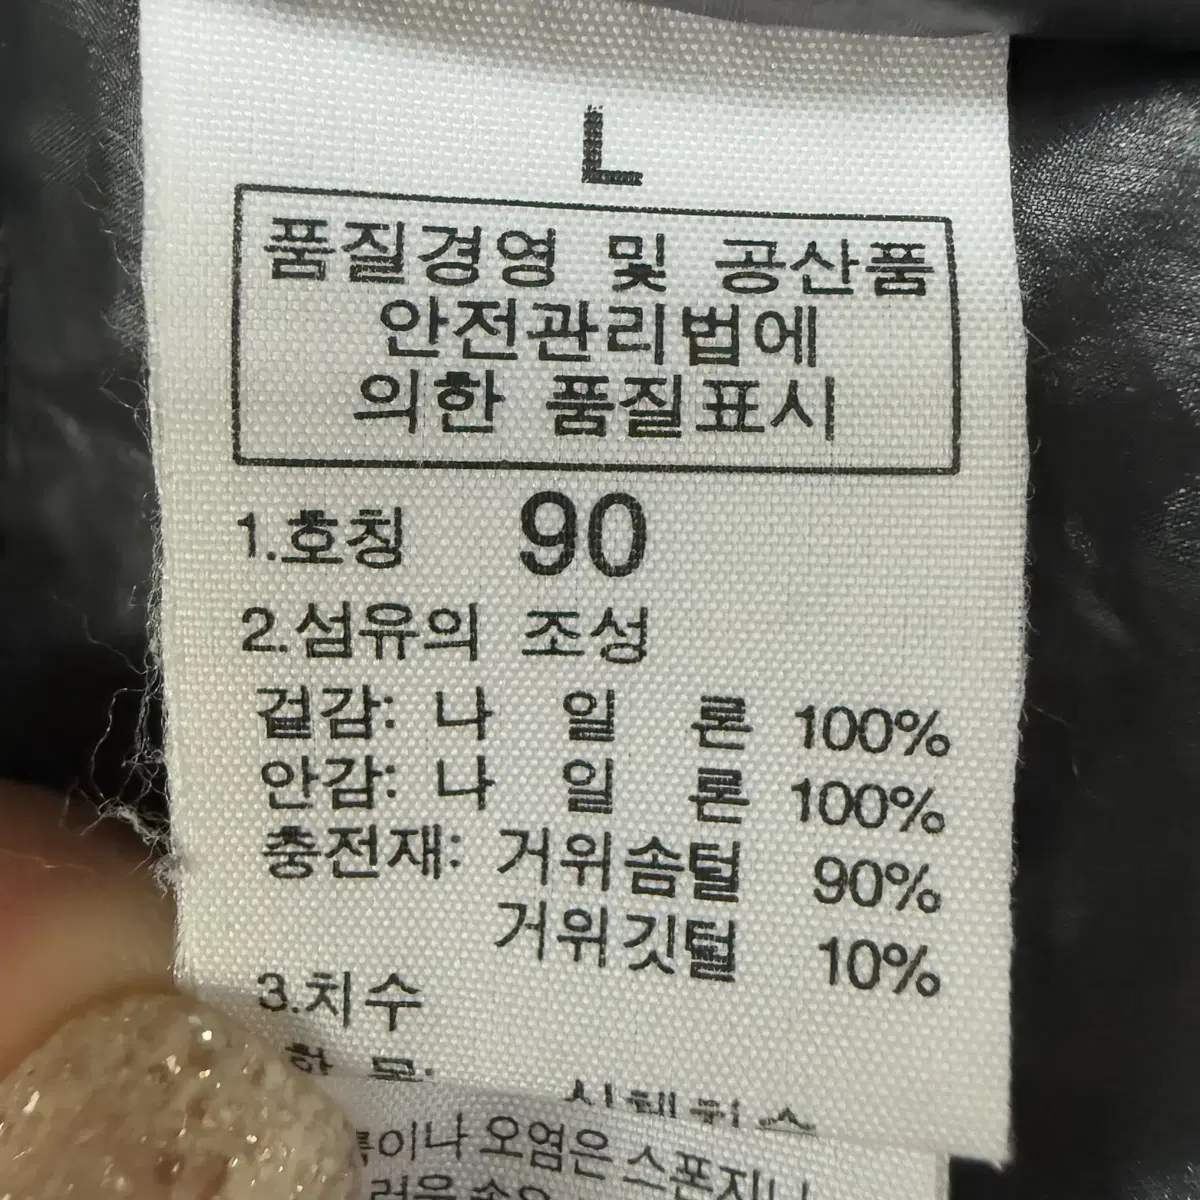 L
품질경영 및 공산품
안전관리법에
의한 품질표시
1.호칭 90
2.섬유의 조성
겉감: 나 일 론 100%
안감: 나 일 론 100%
충전재: 거위솜털 90%
거위깃털 10%
3.치수
항 목:
오염은 스폰지나